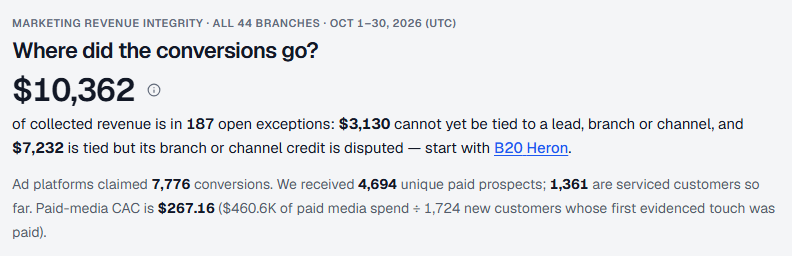 MARKETING REVENUE INTEGRITY · ALL 44 BRANCHES · OCT 1–30, 2026 (UTC)
Where did the conversions go?
$10,362
of collected revenue is in 187 open exceptions: $3,130 cannot yet be tied to a lead, branch or channel, and
$7,232 is tied but its branch or channel credit is disputed — start with B20 Heron.
Ad platforms claimed 7,776 conversions. We received 4,694 unique paid prospects; 1,361 are serviced customers so
far. Paid-media CAC is $267.16 ($460.6K of paid media spend ÷ 1,724 new customers whose first evidenced touch was
paid).